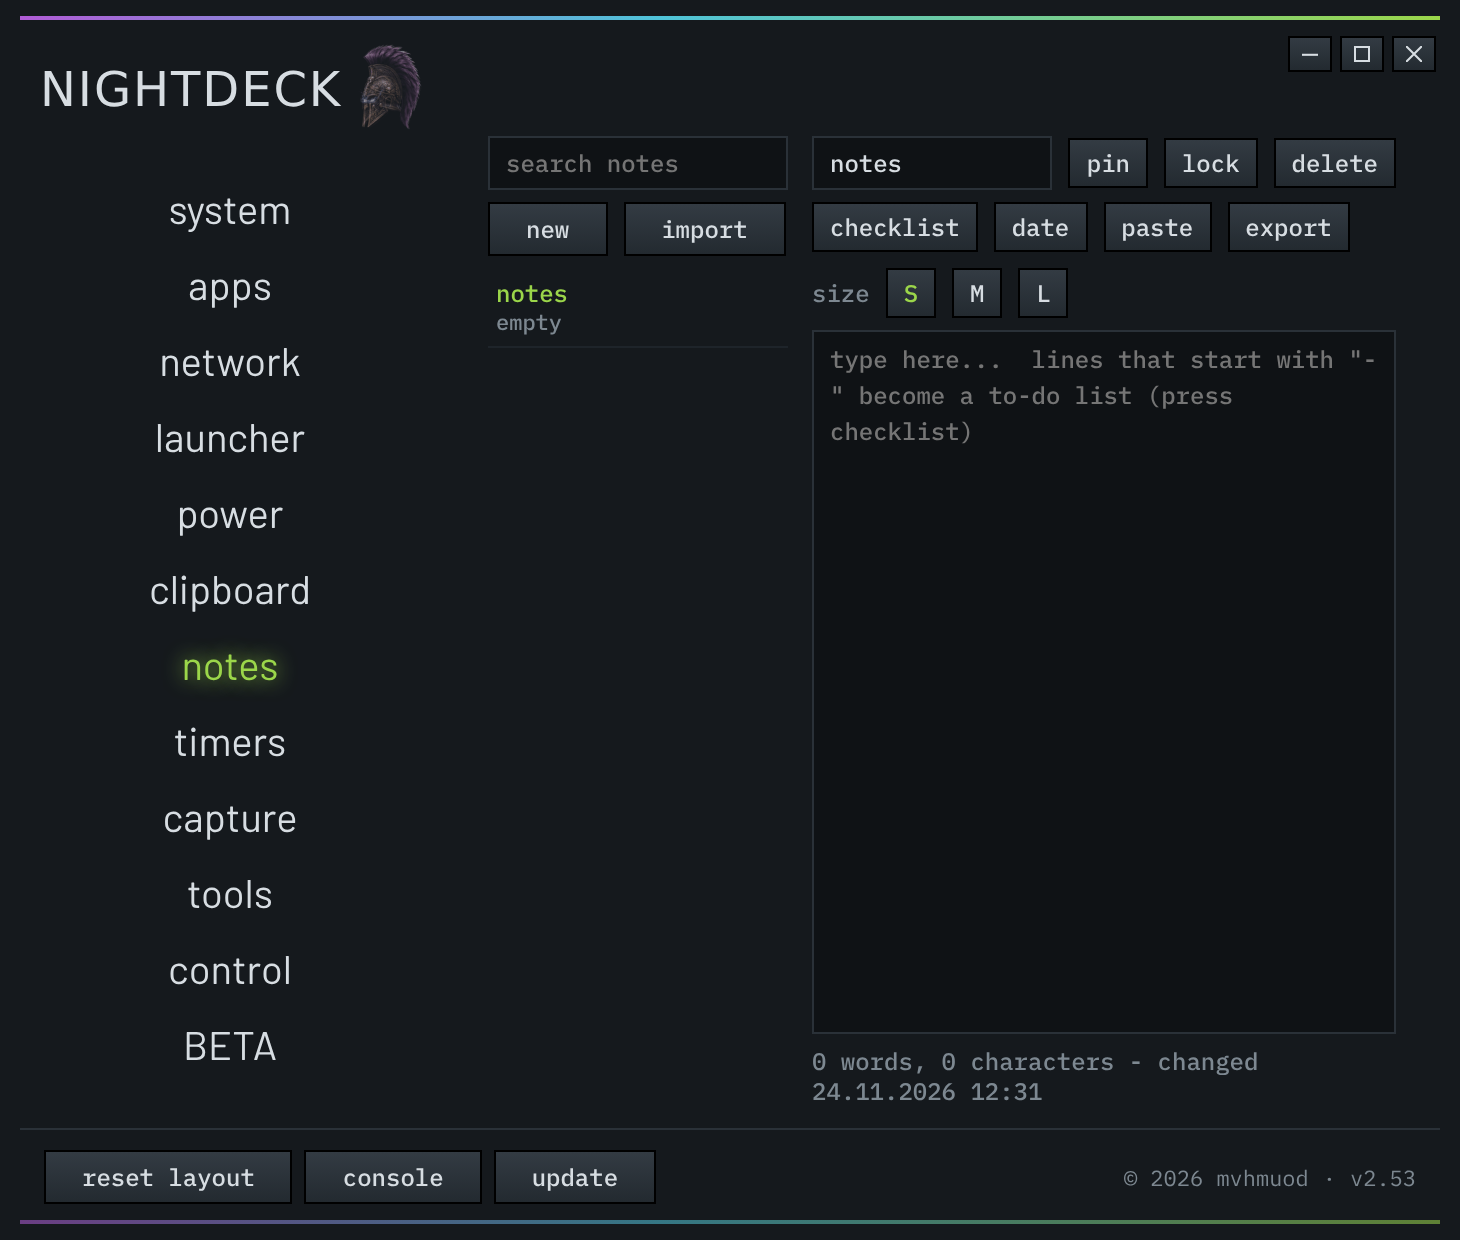 NIGHTDECK
system
apps
network
launcher
power
clipboard
notes
timers
capture
tools
control
BETA
search notes
new import
notes
empty
notes pin lock delete
checklist date paste export
size S M L
type here...  lines that start with "-
" become a to-do list (press
checklist)
0 words, 0 characters - changed
24.11.2026 12:31
reset layout console update
© 2026 mvhmuod · v2.53